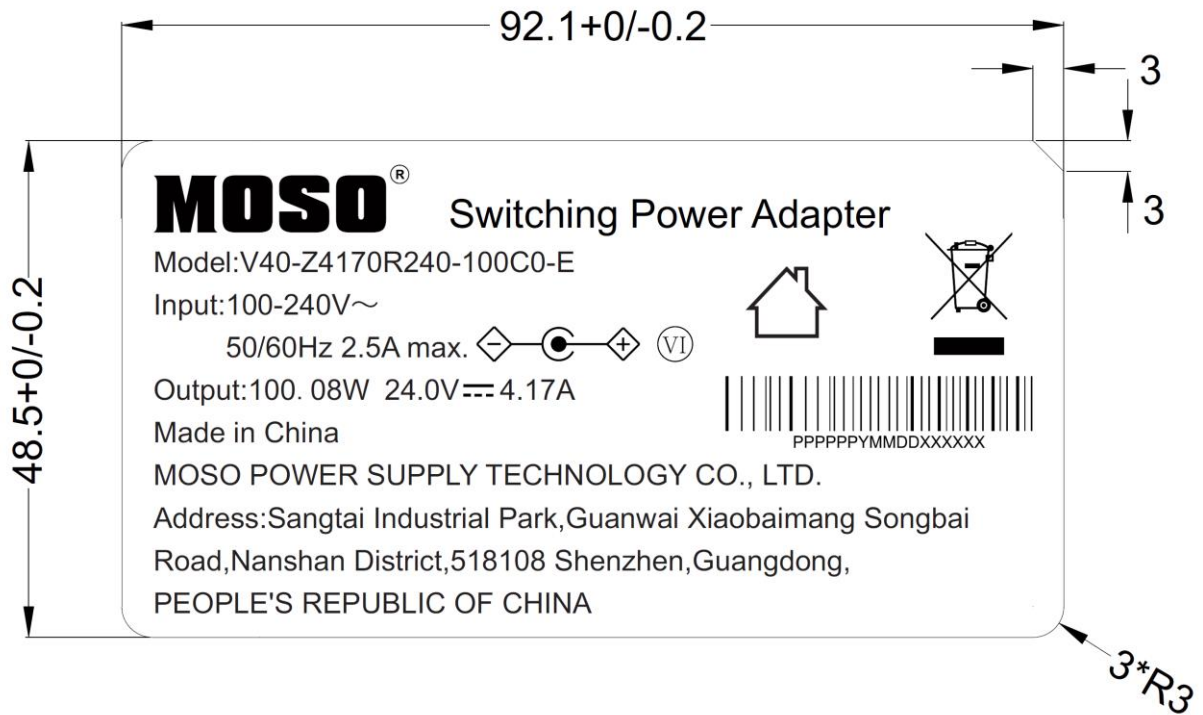 92.1+0/-0.2
3
3
48.5+0/-0.2
MOSO®
Switching Power Adapter
Model:V40-Z4170R240-100C0-E
Input:100-240V～
50/60Hz 2.5A max.
VI
Output:100. 08W 24.0V⎓4.17A
Made in China
PPPPPPYMMDDXXXXXX
MOSO POWER SUPPLY TECHNOLOGY CO., LTD.
Address:Sangtai Industrial Park,Guanwai Xiaobaimang Songbai
Road,Nanshan District,518108 Shenzhen,Guangdong,
PEOPLE'S REPUBLIC OF CHINA
3*R3